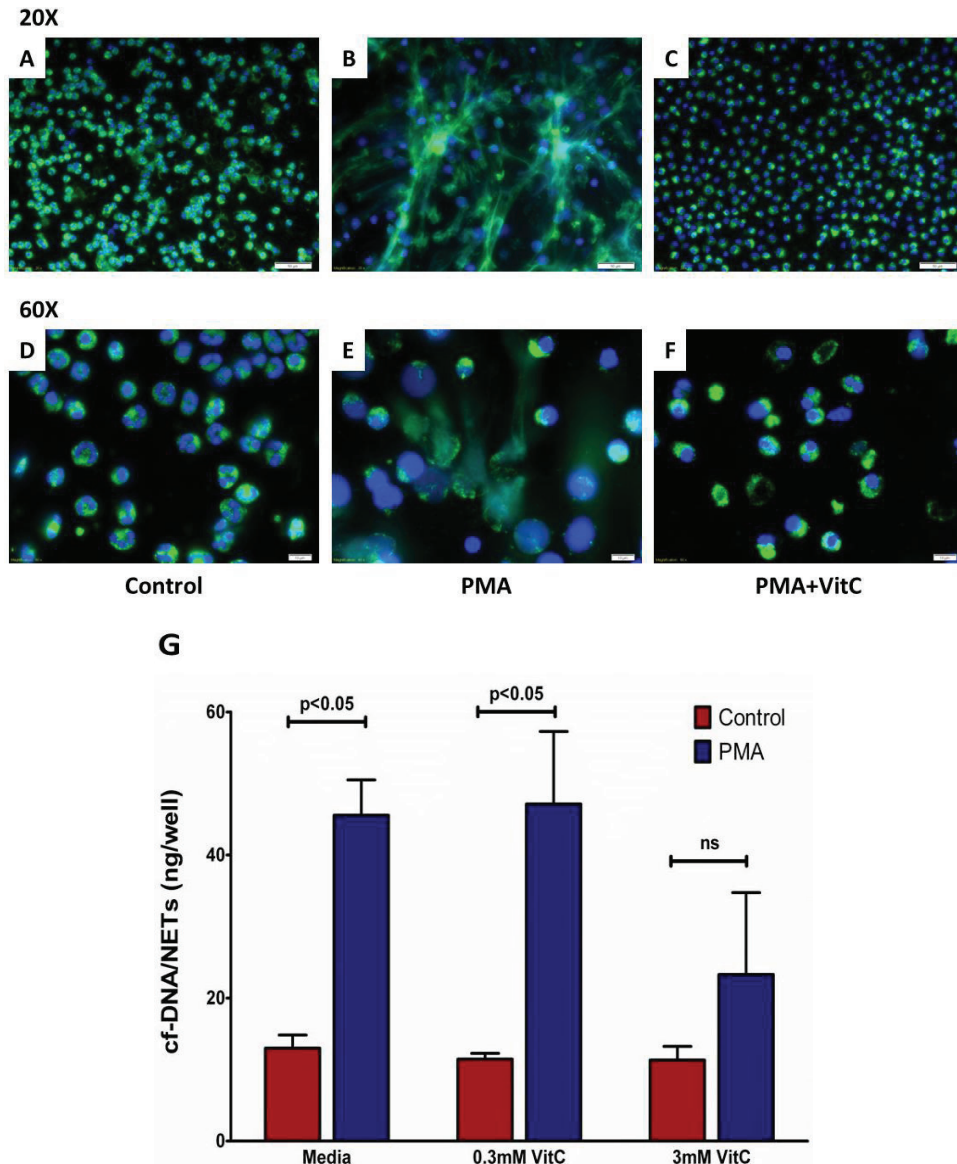 20X
A
B
C
60X
D
E
F
Control
PMA
PMA+VitC
G
p<0.05
p<0.05
ns
Control
PMA
cf-DNA/NETs (ng/well)
60
40
20
0
Media
0.3mM VitC
3mM VitC